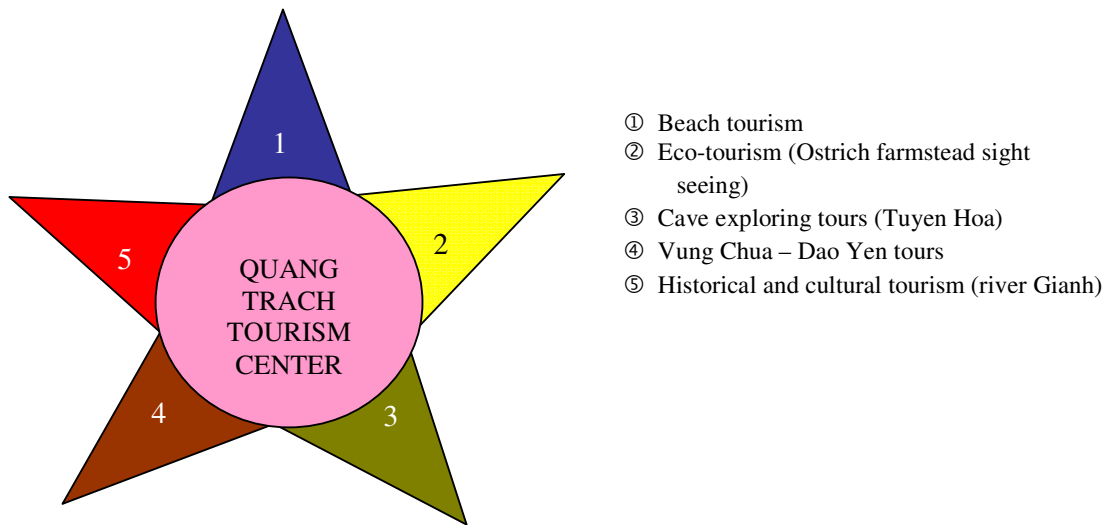 1
2
3
4
5
QUANG
TRACH
TOURISM
CENTER
① Beach tourism
② Eco-tourism (Ostrich farmstead sight
seeing)
③ Cave exploring tours (Tuyen Hoa)
④ Vung Chua – Dao Yen tours
⑤ Historical and cultural tourism (river Gianh)